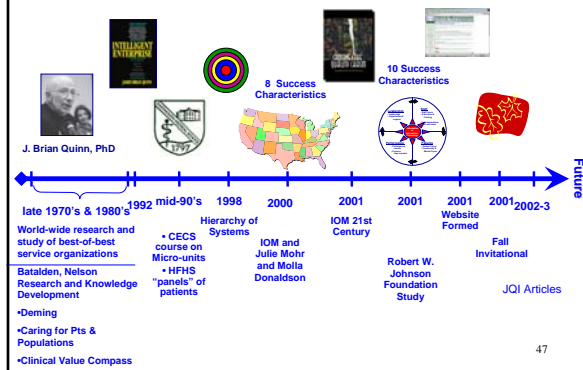 INTELLIGENT
ENTERPRISE
8 Success
Characteristics
10 Success
Characteristics
1797
J. Brian Quinn, PhD
Future
late 1970's & 1980's
1992
mid-90's
1998
2000
2001
2001
2001
2001
2002-3
World-wide research and
study of best-of-best
service organizations
Batalden, Nelson
Research and Knowledge
Development
•Deming
•Caring for Pts &
Populations
•Clinical Value Compass
• CECS
course on
Micro-units
• HFHS
“panels” of
patients
Hierarchy of
Systems
IOM and
Julie Mohr
and Molla
Donaldson
IOM 21st
Century
Robert W.
Johnson
Foundation
Study
Website
Formed
Fall
Invitational
JQI Articles
47